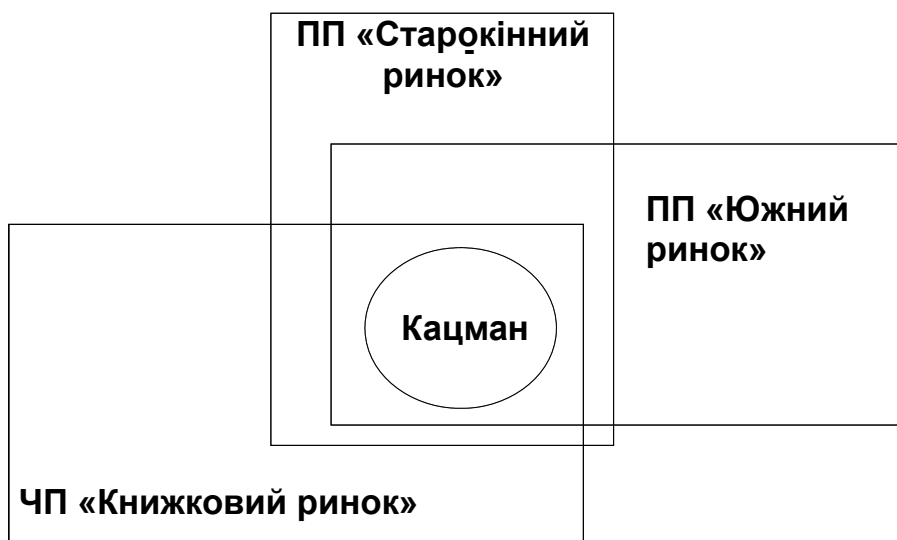 ПП «Старокінний
ринок»
ПП «Южний
ринок»
Кацман
ЧП «Книжковий ринок»